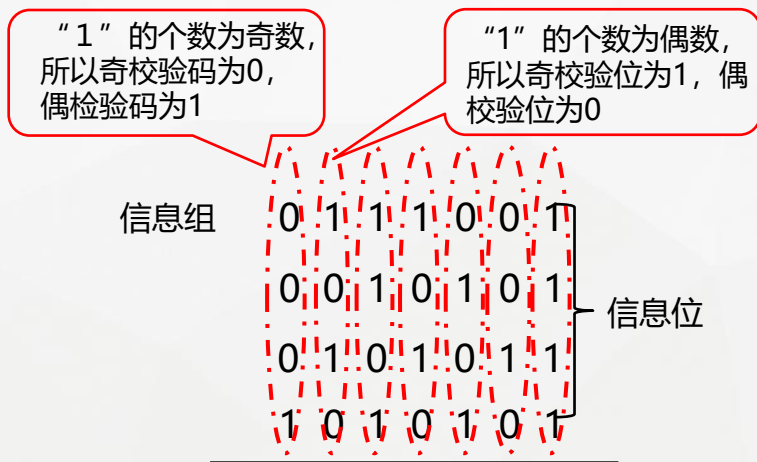 “１”的个数为奇数，
所以奇校验码为0，
偶检验码为1
“1”的个数为偶数，
所以奇校验位为1，偶
校验位为0
信息组 0 1 1 1 0 0 1
0 0 1 0 1 0 1
信息位
0 1 0 1 0 1 1
1 0 1 0 1 0 1